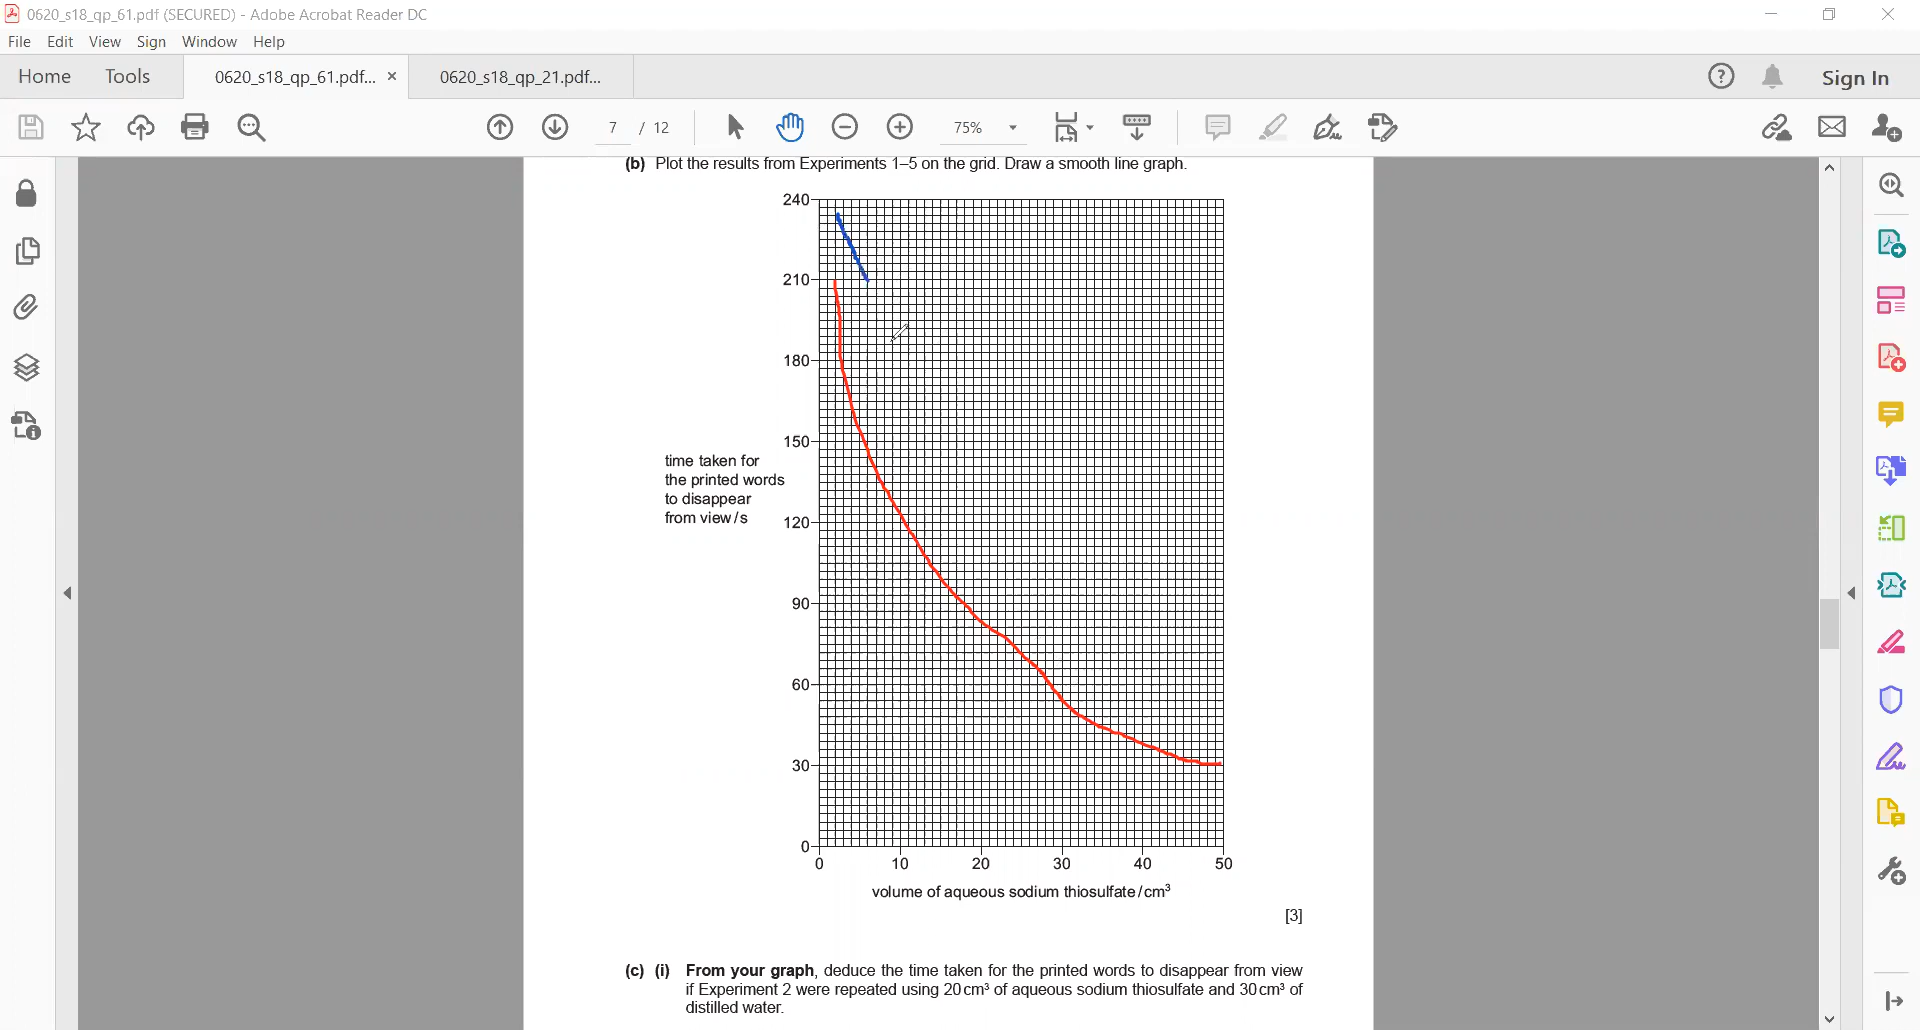 0620_s18_qp_61.pdf (SECURED) - Adobe Acrobat Reader DC
File Edit View Sign Window Help
Home Tools 0620_s18_qp_61.pdf... × 0620_s18_qp_21.pdf... Sign In
7 / 12 75%
(b) Plot the results from Experiments 1–5 on the grid. Draw a smooth line graph.
240
210
180
150
time taken for
the printed words
to disappear
from view/s
120
90
60
30
0
0 10 20 30 40 50
volume of aqueous sodium thiosulfate/cm³
[3]
(c) (i) From your graph, deduce the time taken for the printed words to disappear from view
if Experiment 2 were repeated using 20cm³ of aqueous sodium thiosulfate and 30cm³ of
distilled water.